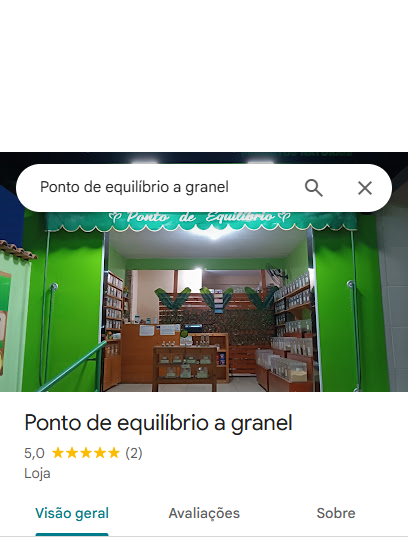 Ponto de equilíbrio a granel
Ponto de Equilíbrio
Ponto de equilíbrio a granel
5,0 (2)
Loja
Visão geral Avaliações Sobre